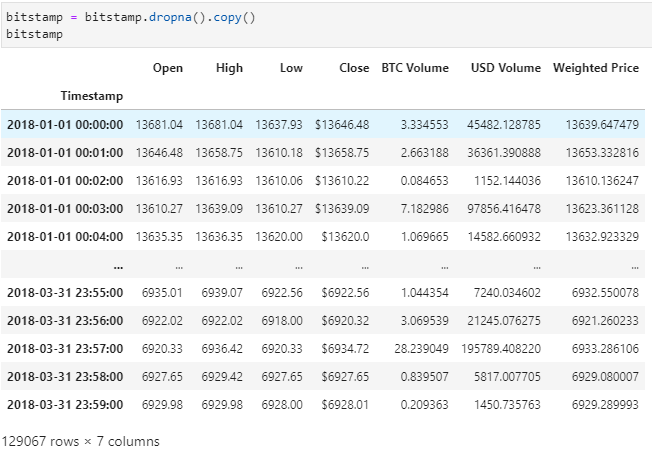 bitstamp = bitstamp.dropna().copy()
bitstamp
Open High Low Close BTC Volume USD Volume Weighted Price
Timestamp
2018-01-01 00:00:00 13681.04 13681.04 13637.93 $13646.48 3.334553 45482.128785 13639.647479
2018-01-01 00:01:00 13646.48 13658.75 13610.18 $13658.75 2.663188 36361.390888 13653.332816
2018-01-01 00:02:00 13616.93 13616.93 13610.06 $13610.22 0.084653 1152.144036 13610.136247
2018-01-01 00:03:00 13610.27 13639.09 13610.27 $13639.09 7.182986 97856.416478 13623.361128
2018-01-01 00:04:00 13635.35 13636.35 13620.00 $13620.0 1.069665 14582.660932 13632.923329
... ... ... ... ... ... ... ...
2018-03-31 23:55:00 6935.01 6939.07 6922.56 $6922.56 1.044354 7240.034602 6932.550078
2018-03-31 23:56:00 6922.02 6922.02 6918.00 $6920.32 3.069539 21245.076275 6921.260233
2018-03-31 23:57:00 6920.33 6936.42 6920.33 $6934.72 28.239049 195789.408220 6933.286106
2018-03-31 23:58:00 6927.65 6929.42 6927.65 $6927.65 0.839507 5817.007705 6929.080007
2018-03-31 23:59:00 6929.98 6929.98 6928.00 $6928.01 0.209363 1450.735763 6929.289993
129067 rows × 7 columns